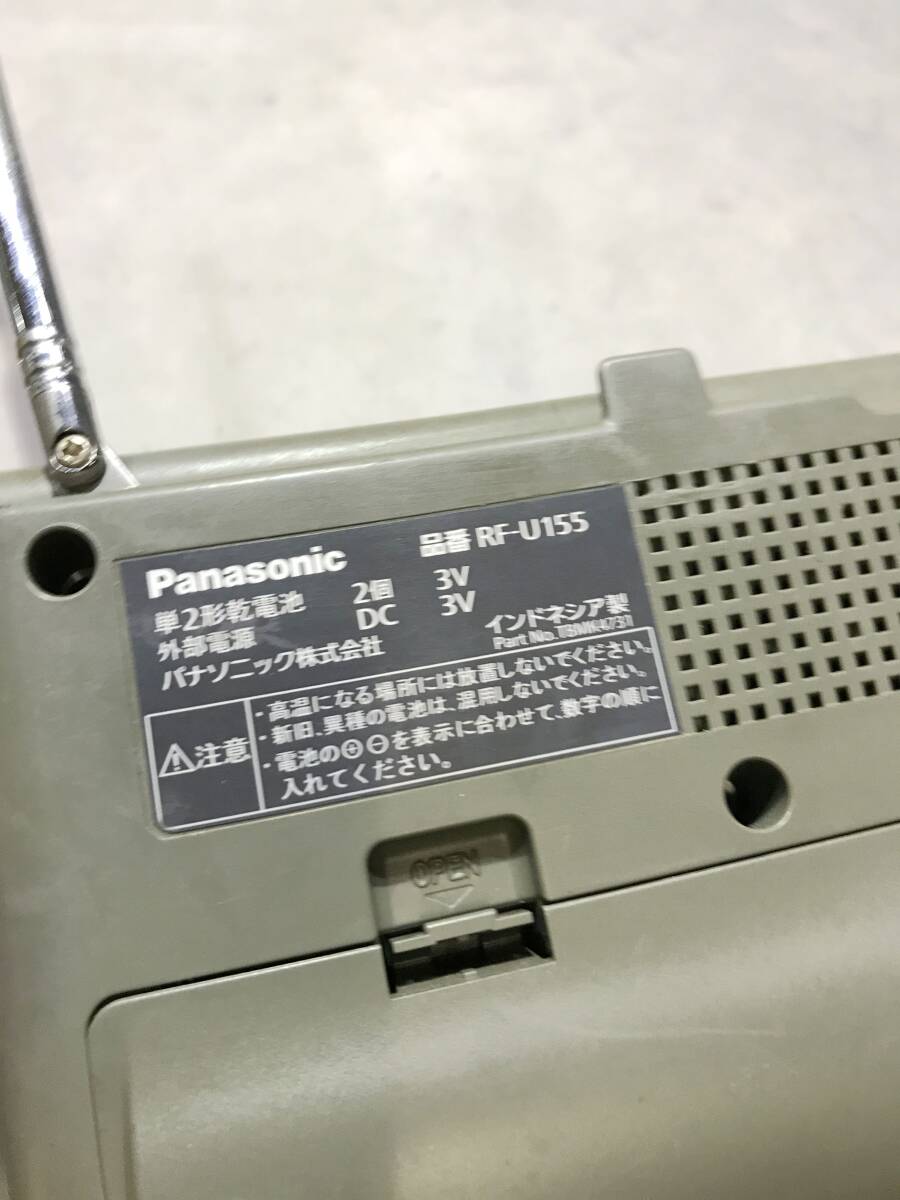 Panasonic 品番 RF-U155
単2形乾電池 2個 3V
外部電源 DC 3V
パナソニック株式会社 インドネシア製
Part No. TBMK4731
注意
・高温になる場所には放置しないでください。
・新旧、異種の電池は、混用しないでください。
・電池の⊕⊖を表示に合わせて、数字の順に
入れてください。
OPEN